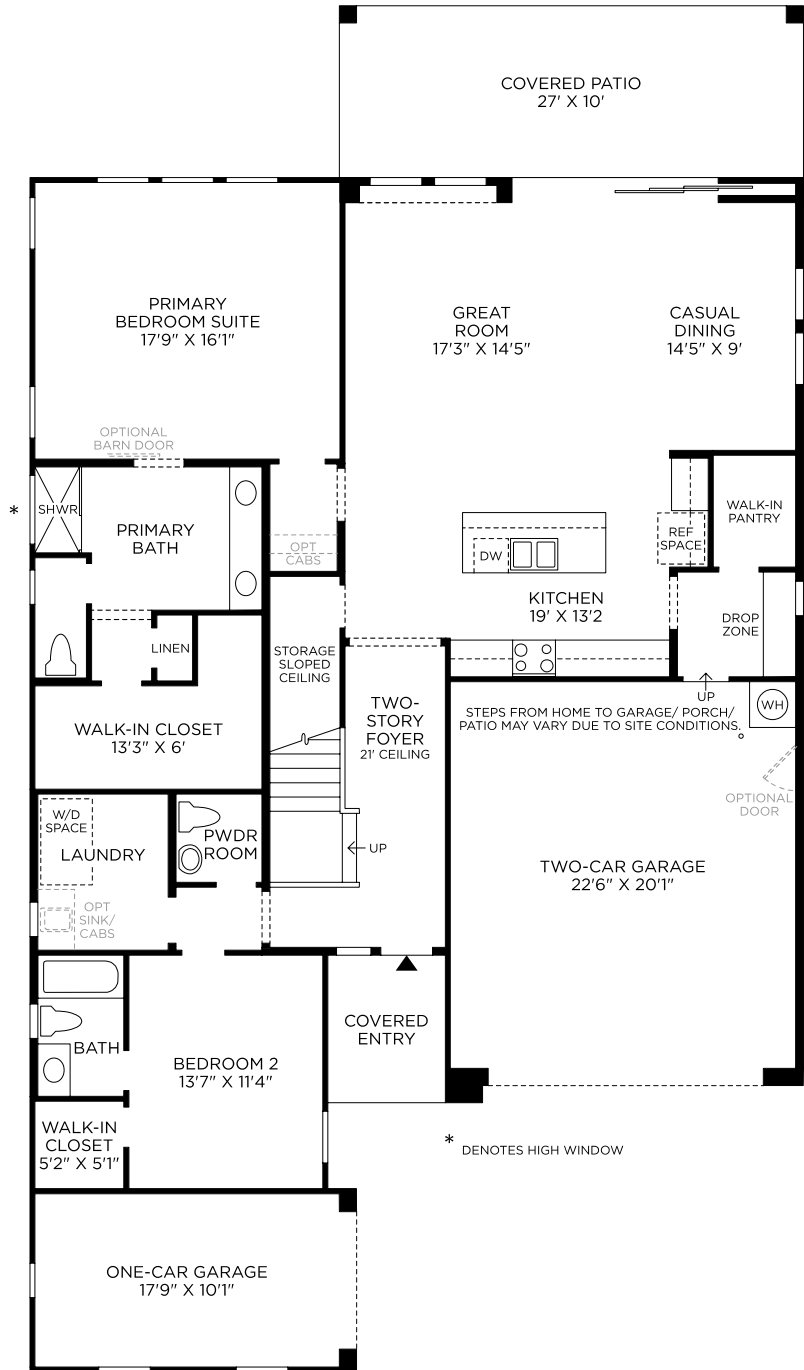 COVERED PATIO
27' X 10'
PRIMARY
BEDROOM SUITE
17'9" X 16'1"
GREAT
ROOM
17'3" X 14'5"
CASUAL
DINING
14'5" X 9'
OPTIONAL
BARN DOOR
*
SHWR
PRIMARY
BATH
OPT
CABS
DW
REF
SPACE
WALK-IN
PANTRY
KITCHEN
19' X 13'2
DROP
ZONE
LINEN
STORAGE
SLOPED
CEILING
UP
WALK-IN CLOSET
13'3" X 6'
TWO-
STORY
FOYER
21' CEILING
STEPS FROM HOME TO GARAGE/ PORCH/
PATIO MAY VARY DUE TO SITE CONDITIONS.
WH
OPTIONAL
DOOR
W/D
SPACE
LAUNDRY
PWDR
ROOM
UP
TWO-CAR GARAGE
22'6" X 20'1"
OPT
SINK/
CABS
COVERED
ENTRY
BATH
BEDROOM 2
13'7" X 11'4"
WALK-IN
CLOSET
5'2" X 5'1"
* DENOTES HIGH WINDOW
ONE-CAR GARAGE
17'9" X 10'1"